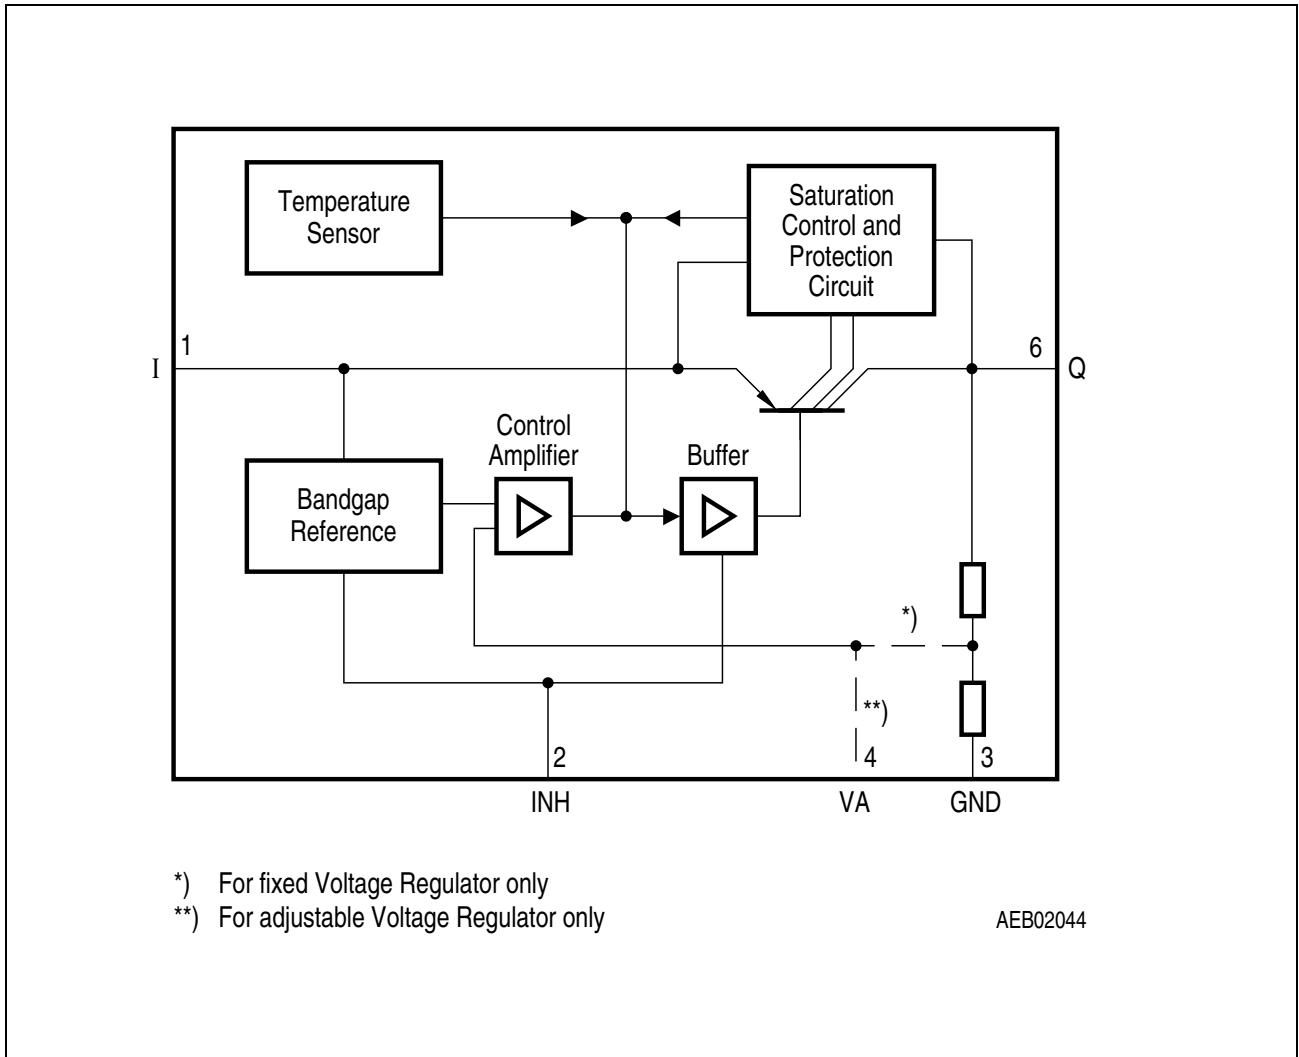 Temperature
Sensor
Saturation
Control and
Protection
Circuit
1
I
6
Q
Control
Amplifier
Buffer
Bandgap
Reference
*)
**)
2
4
3
INH
VA
GND
*) For fixed Voltage Regulator only
**) For adjustable Voltage Regulator only
AEB02044